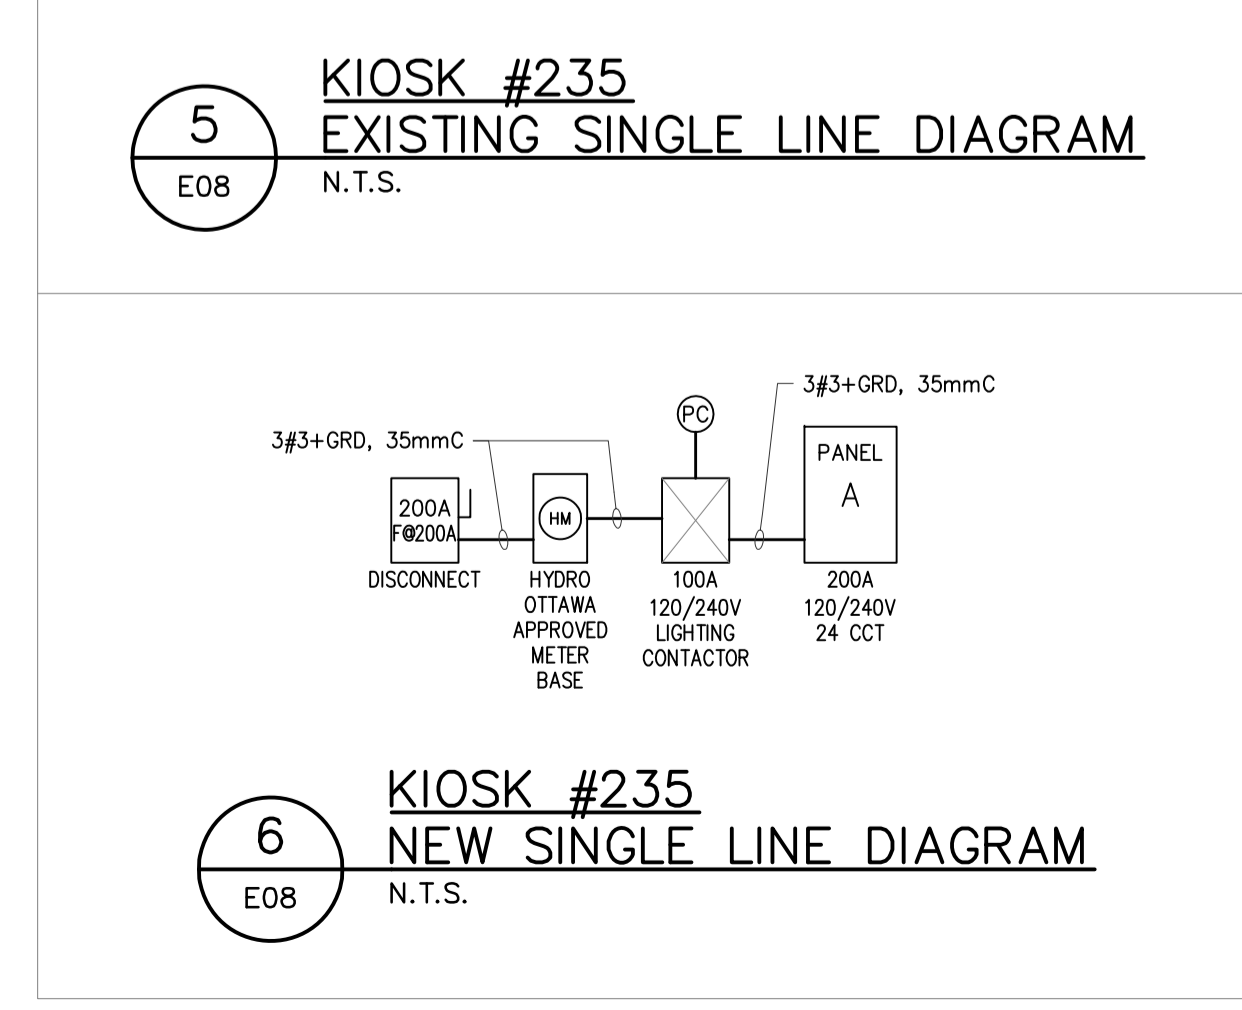 KIOSK #235
5
EXISTING SINGLE LINE DIAGRAM
E08
N.T.S.
3#3+GRD, 35mmC
PC
3#3+GRD, 35mmC
PANEL
A
200A
F@200A
HM
DISCONNECT
HYDRO
OTTAWA
APPROVED
METER
BASE
100A
120/240V
LIGHTING
CONTACTOR
200A
120/240V
24 CCT
KIOSK #235
6
NEW SINGLE LINE DIAGRAM
E08
N.T.S.